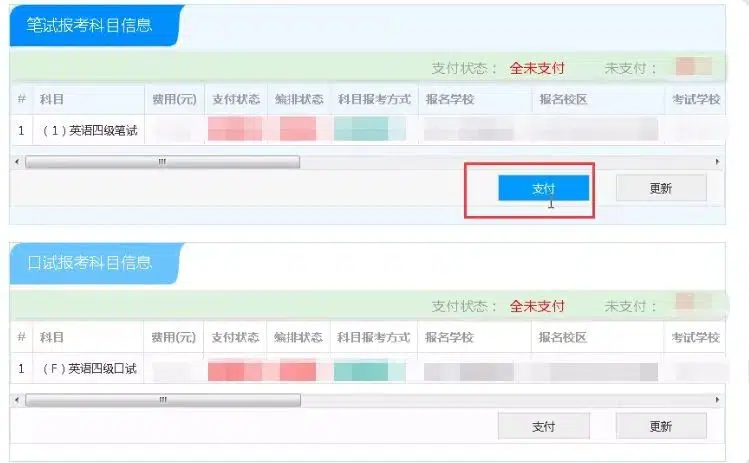 笔试报考科目信息
支付状态： 全未支付 未支付：
# 科目 费用(元) 支付状态 编排状态 科目报考方式 报名学校 报名校区 考试学校
1 （1）英语四级笔试
支付 更新
口试报考科目信息
支付状态： 全未支付 未支付：
# 科目 费用(元) 支付状态 编排状态 科目报考方式 报名学校 报名校区 考试学校
1 （F）英语四级口试
支付 更新